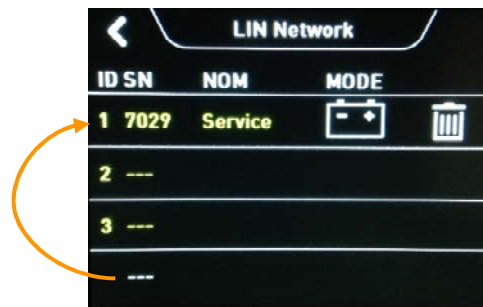 LIN Network
ID SN NOM MODE
1 7029 Service
2 ---
3 ---
---